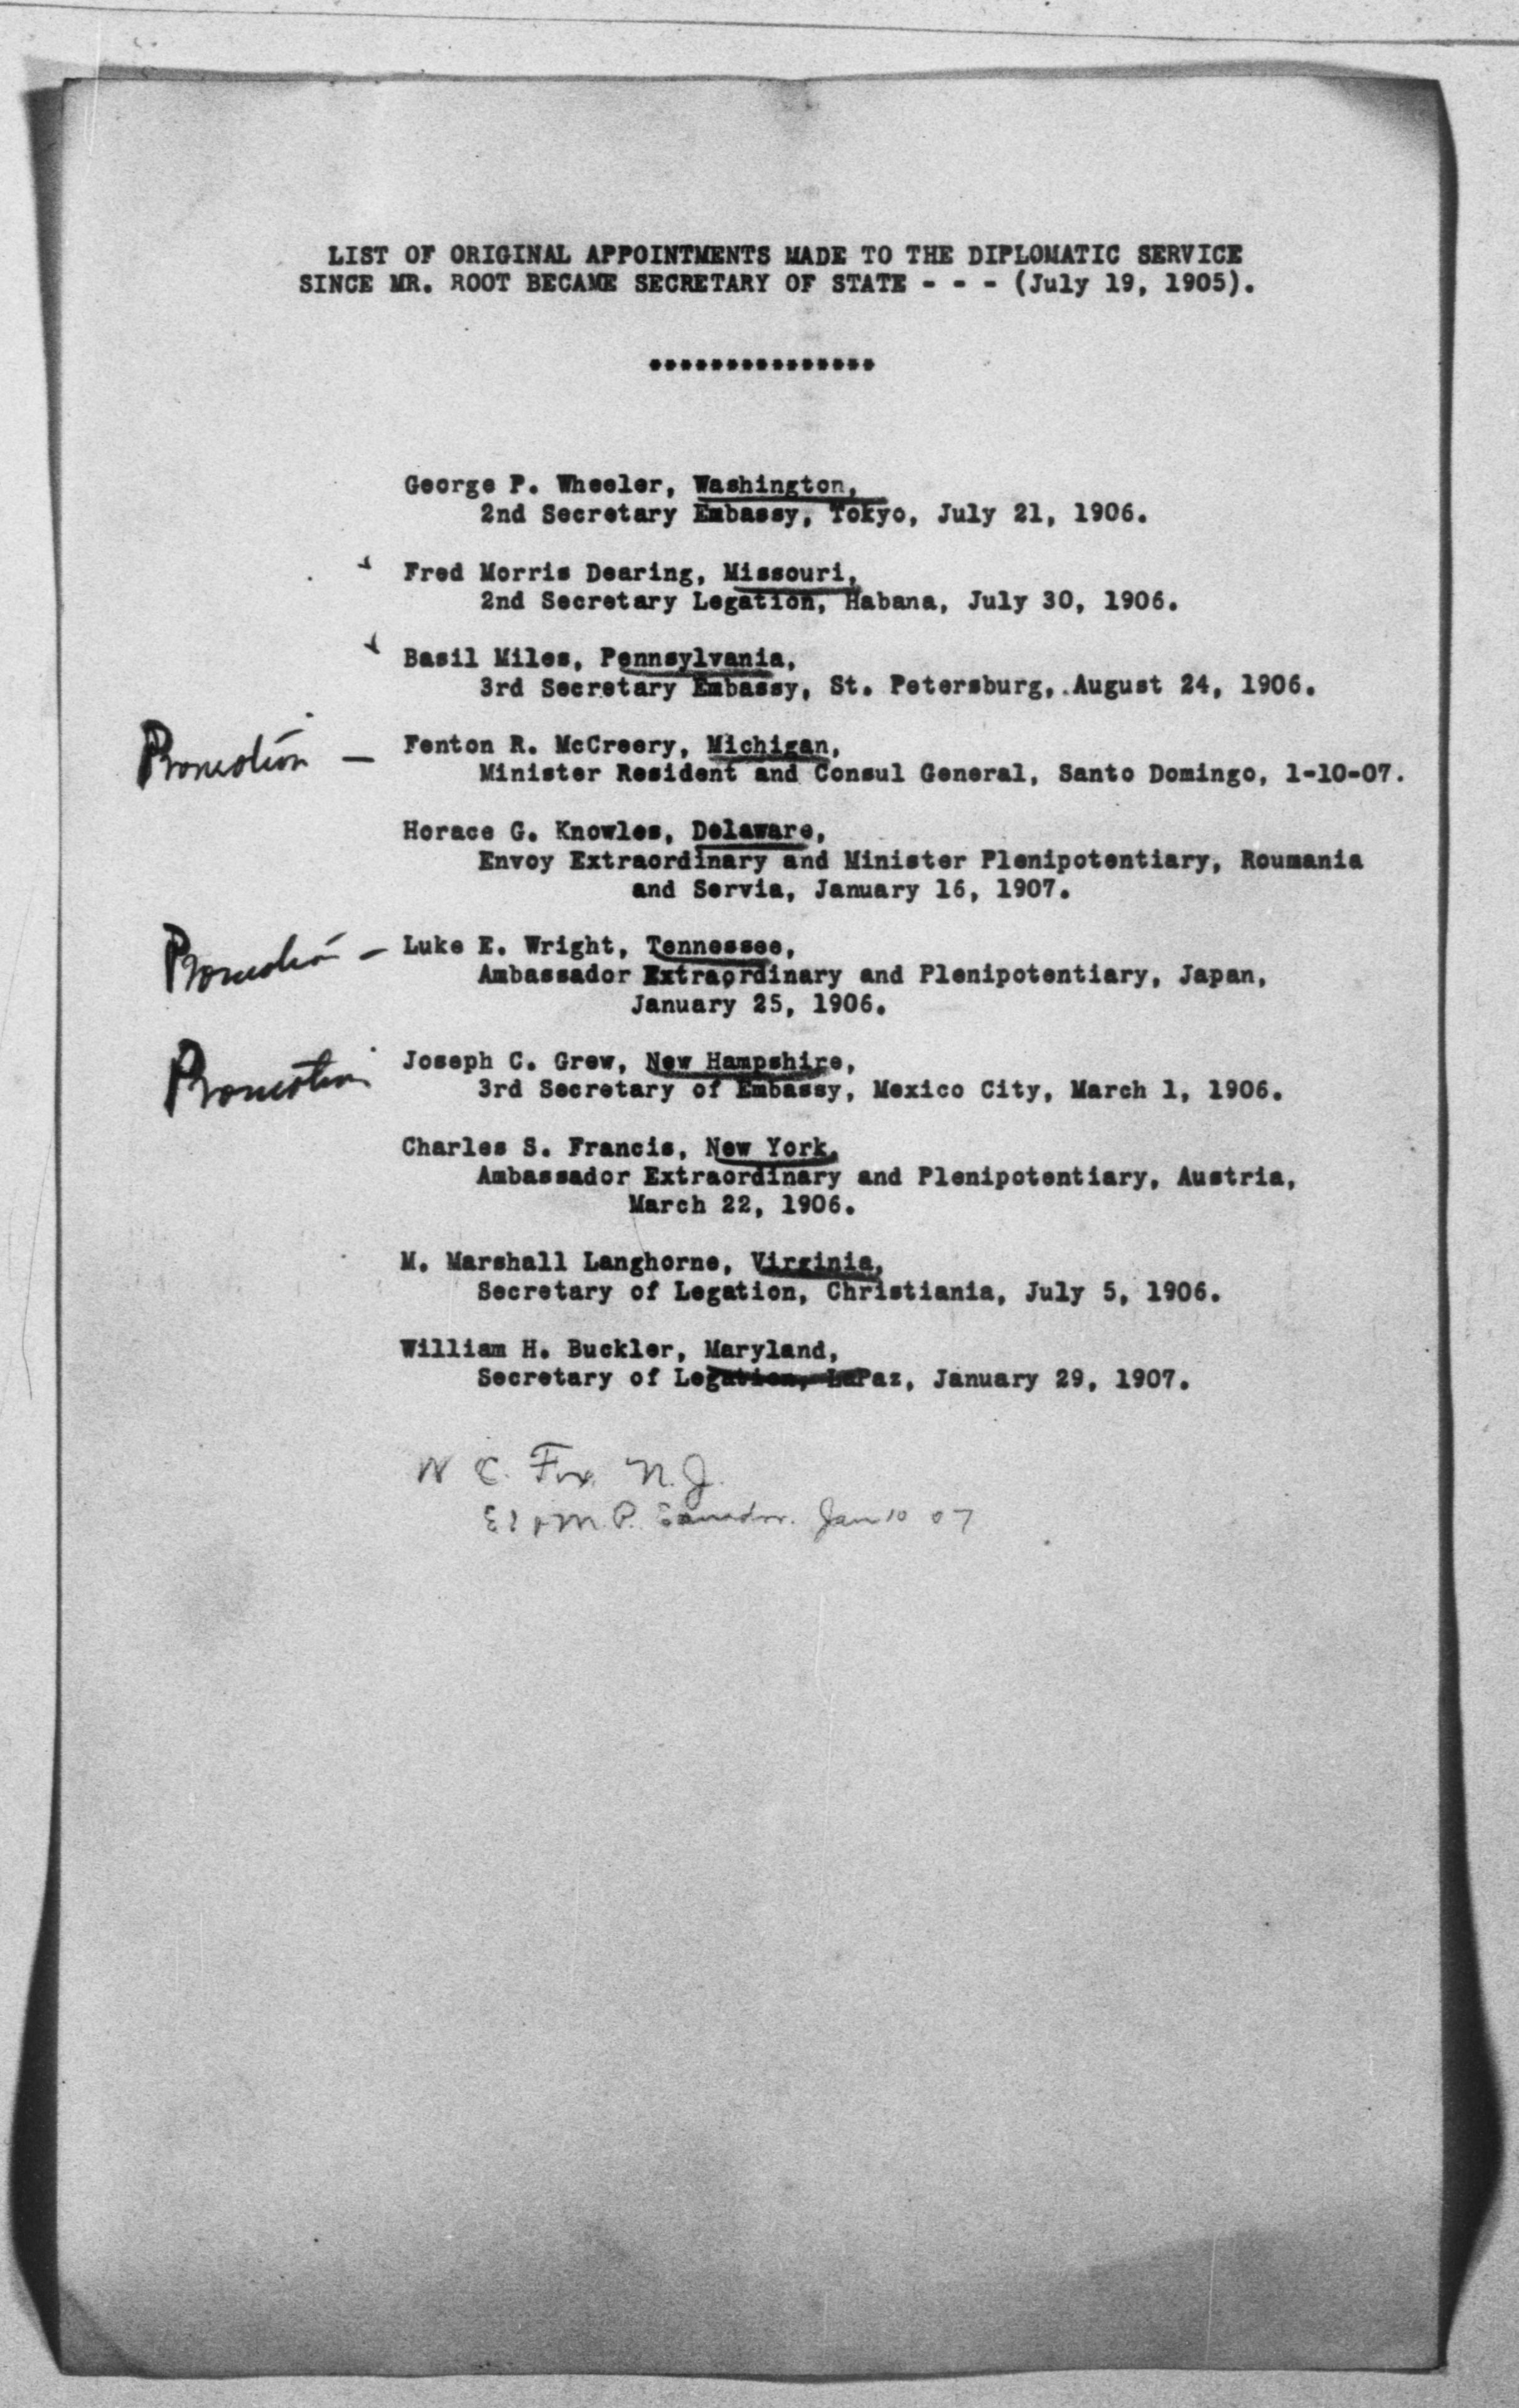 LIST OF ORIGINAL APPOINTMENTS MADE TO THE DIPLOMATIC SERVICE
SINCE MR. ROOT BECAME SECRETARY OF STATE - - - (July 19, 1905).
***************
George P. Wheeler, Washington,
2nd Secretary Embassy, Tokyo, July 21, 1906.
Fred Morris Dearing, Missouri,
2nd Secretary Legation, Habana, July 30, 1906.
Basil Miles, Pennsylvania,
3rd Secretary Embassy, St. Petersburg, August 24, 1906.
Promotion — Fenton R. McCreery, Michigan,
Minister Resident and Consul General, Santo Domingo, 1-10-07.
Horace G. Knowles, Delaware,
Envoy Extraordinary and Minister Plenipotentiary, Roumania
and Servia, January 16, 1907.
Promotion — Luke E. Wright, Tennessee,
Ambassador Extraordinary and Plenipotentiary, Japan,
January 25, 1906.
Promotion Joseph C. Grew, New Hampshire,
3rd Secretary of Embassy, Mexico City, March 1, 1906.
Charles S. Francis, New York,
Ambassador Extraordinary and Plenipotentiary, Austria,
March 22, 1906.
M. Marshall Langhorne, Virginia,
Secretary of Legation, Christiania, July 5, 1906.
William H. Buckler, Maryland,
Secretary of Legation, LaPaz, January 29, 1907.
W C. Fox, N.J.
M.P. Jan 10 07